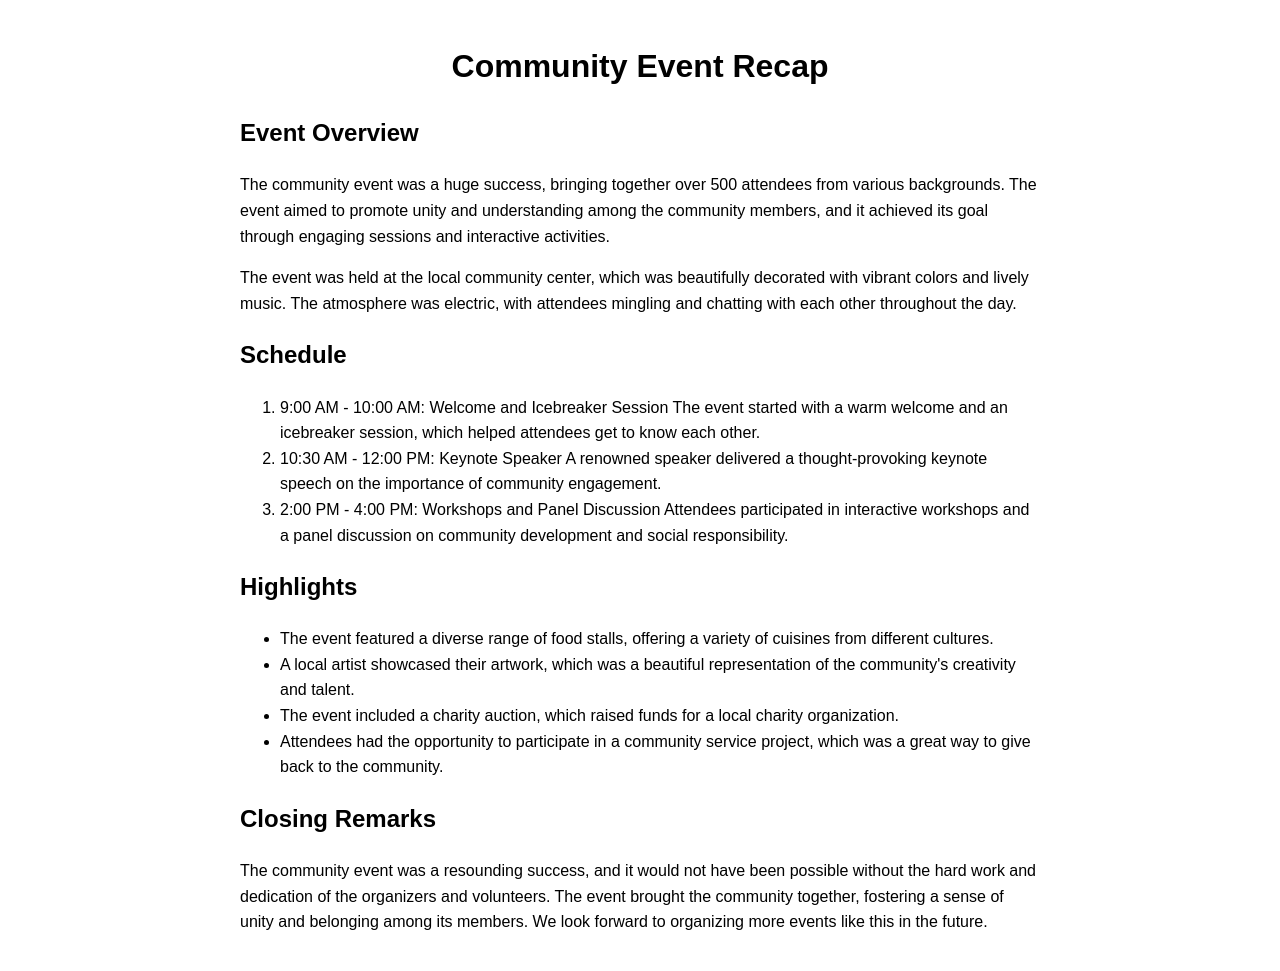 Community Event Recap
Event Overview
The community event was a huge success, bringing together over 500 attendees from various backgrounds. The
event aimed to promote unity and understanding among the community members, and it achieved its goal
through engaging sessions and interactive activities.
The event was held at the local community center, which was beautifully decorated with vibrant colors and lively
music. The atmosphere was electric, with attendees mingling and chatting with each other throughout the day.
Schedule
1. 9:00 AM - 10:00 AM: Welcome and Icebreaker Session The event started with a warm welcome and an
icebreaker session, which helped attendees get to know each other.
2. 10:30 AM - 12:00 PM: Keynote Speaker A renowned speaker delivered a thought-provoking keynote
speech on the importance of community engagement.
3. 2:00 PM - 4:00 PM: Workshops and Panel Discussion Attendees participated in interactive workshops and
a panel discussion on community development and social responsibility.
Highlights
• The event featured a diverse range of food stalls, offering a variety of cuisines from different cultures.
• A local artist showcased their artwork, which was a beautiful representation of the community's creativity
and talent.
• The event included a charity auction, which raised funds for a local charity organization.
• Attendees had the opportunity to participate in a community service project, which was a great way to give
back to the community.
Closing Remarks
The community event was a resounding success, and it would not have been possible without the hard work and
dedication of the organizers and volunteers. The event brought the community together, fostering a sense of
unity and belonging among its members. We look forward to organizing more events like this in the future.